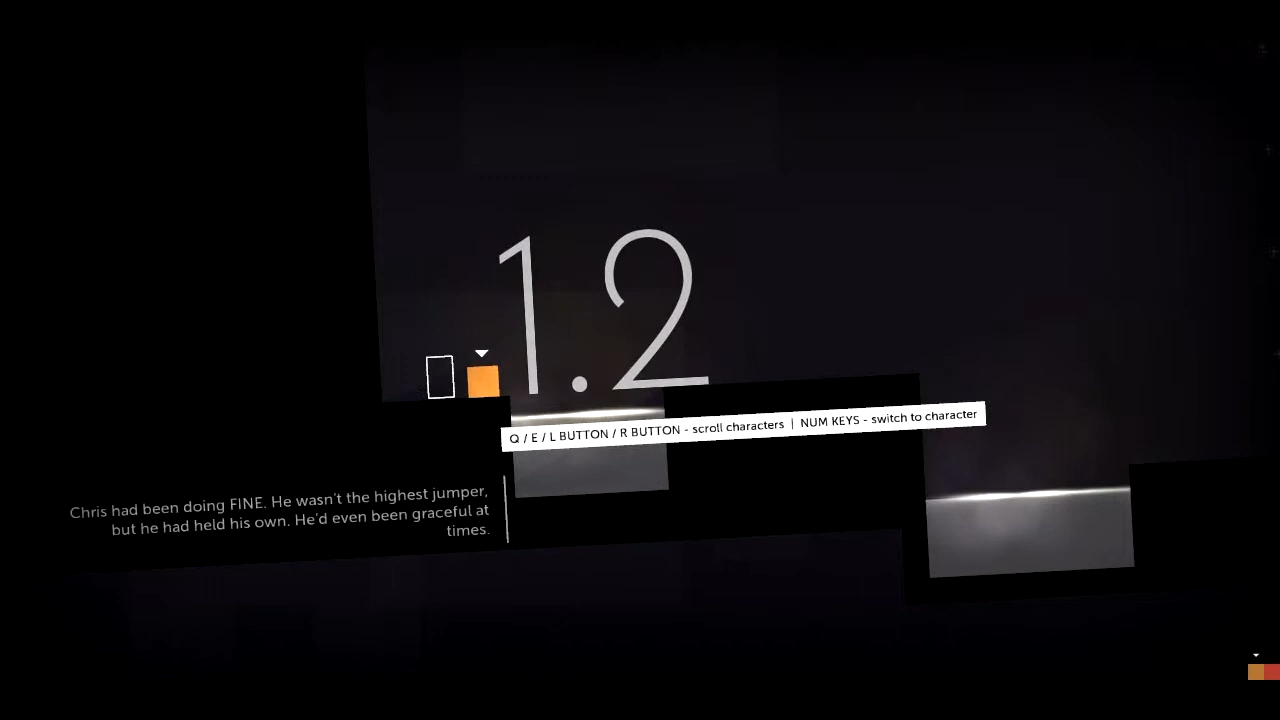 1.2
Q / E / L BUTTON / R BUTTON - scroll characters | NUM KEYS - switch to character
Chris had been doing FINE. He wasn't the highest jumper,
but he had held his own. He'd even been graceful at
times.